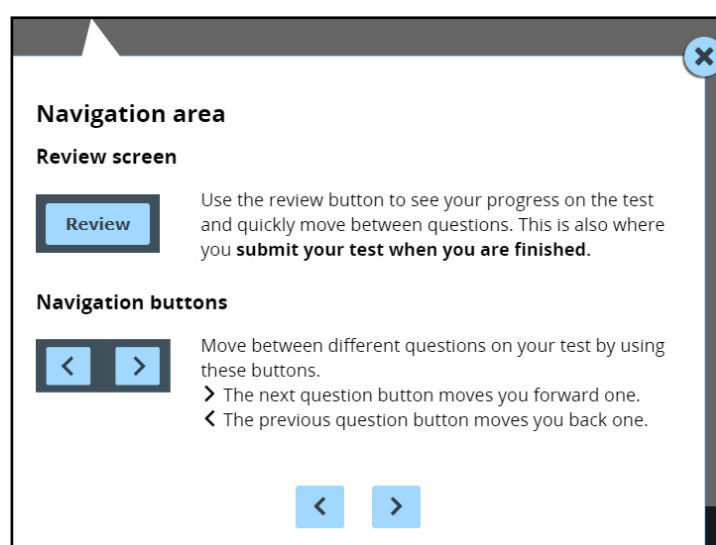 Navigation area
Review screen
Review
Use the review button to see your progress on the test
and quickly move between questions. This is also where
you submit your test when you are finished.
Navigation buttons
Move between different questions on your test by using
these buttons.
> The next question button moves you forward one.
< The previous question button moves you back one.